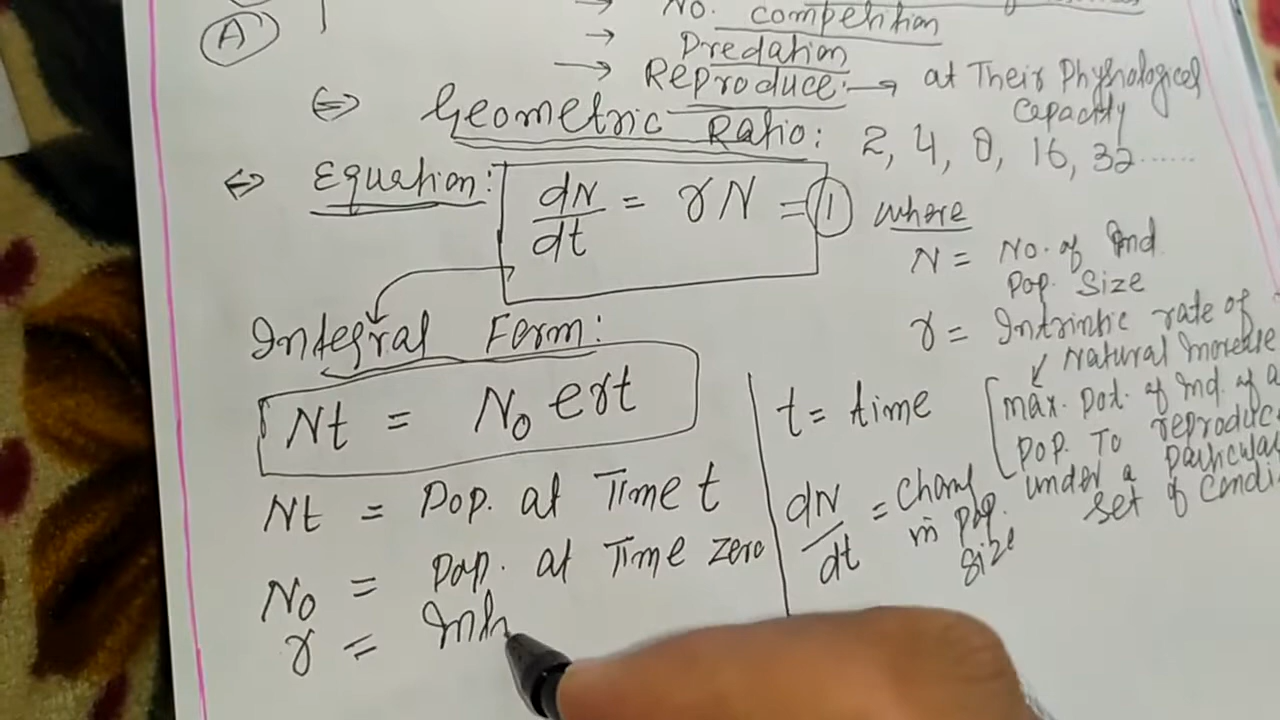 No. competition
(A)
→ Predation
→ Reproduce: → at Their Physiological Capacity
⇔ Geometric Ratio: 2, 4, 8, 16, 32......
⇔ Equation: dN/dt = rN = (1) where
N = No. of Ind. Pop. Size
r = Intrinsic rate of Natural Increase
[max. pot. of Ind. of a pop. To reproduc under a particular set of Condi
Integral Form:
Nt = N₀ ert
t = time
dN/dt = Chang in Pop. Size
Nt = Pop. at Time t
N₀ = Pop. at Time zero
r =